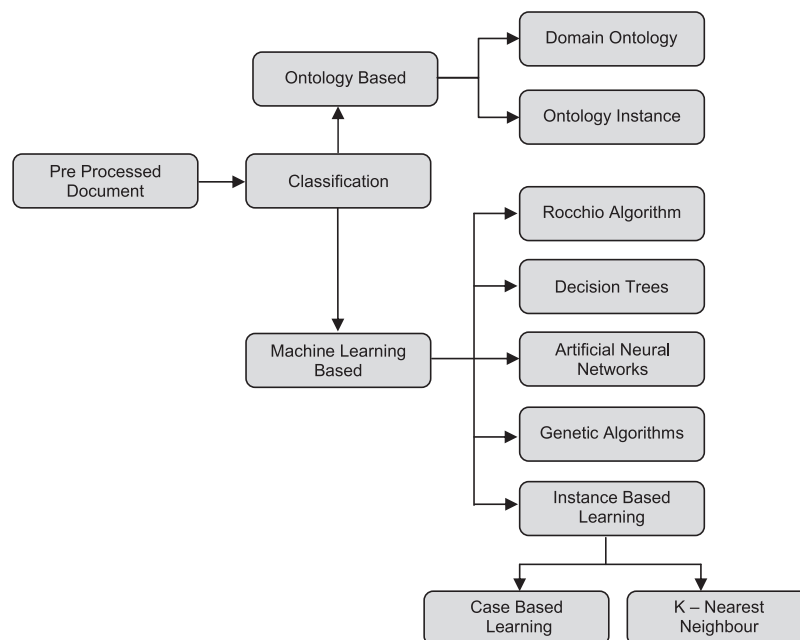 Domain Ontology
Ontology Based
Ontology Instance
Pre Processed
Document
Classification
Rocchio Algorithm
Decision Trees
Machine Learning
Based
Artificial Neural
Networks
Genetic Algorithms
Instance Based
Learning
Case Based
Learning
K – Nearest
Neighbour